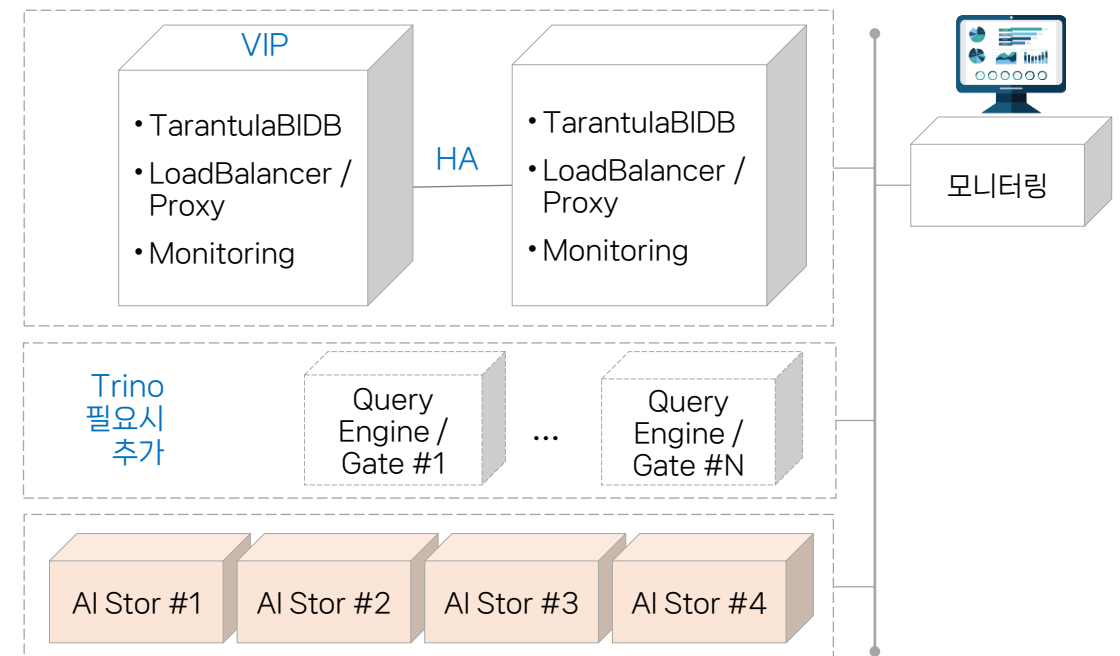 VIP
• TarantulaBIDB
• LoadBalancer /
Proxy
• Monitoring
HA
• TarantulaBIDB
• LoadBalancer /
Proxy
• Monitoring
모니터링
Trino
필요시
추가
Query
Engine /
Gate #1
...
Query
Engine /
Gate #N
AI Stor #1
AI Stor #2
AI Stor #3
AI Stor #4